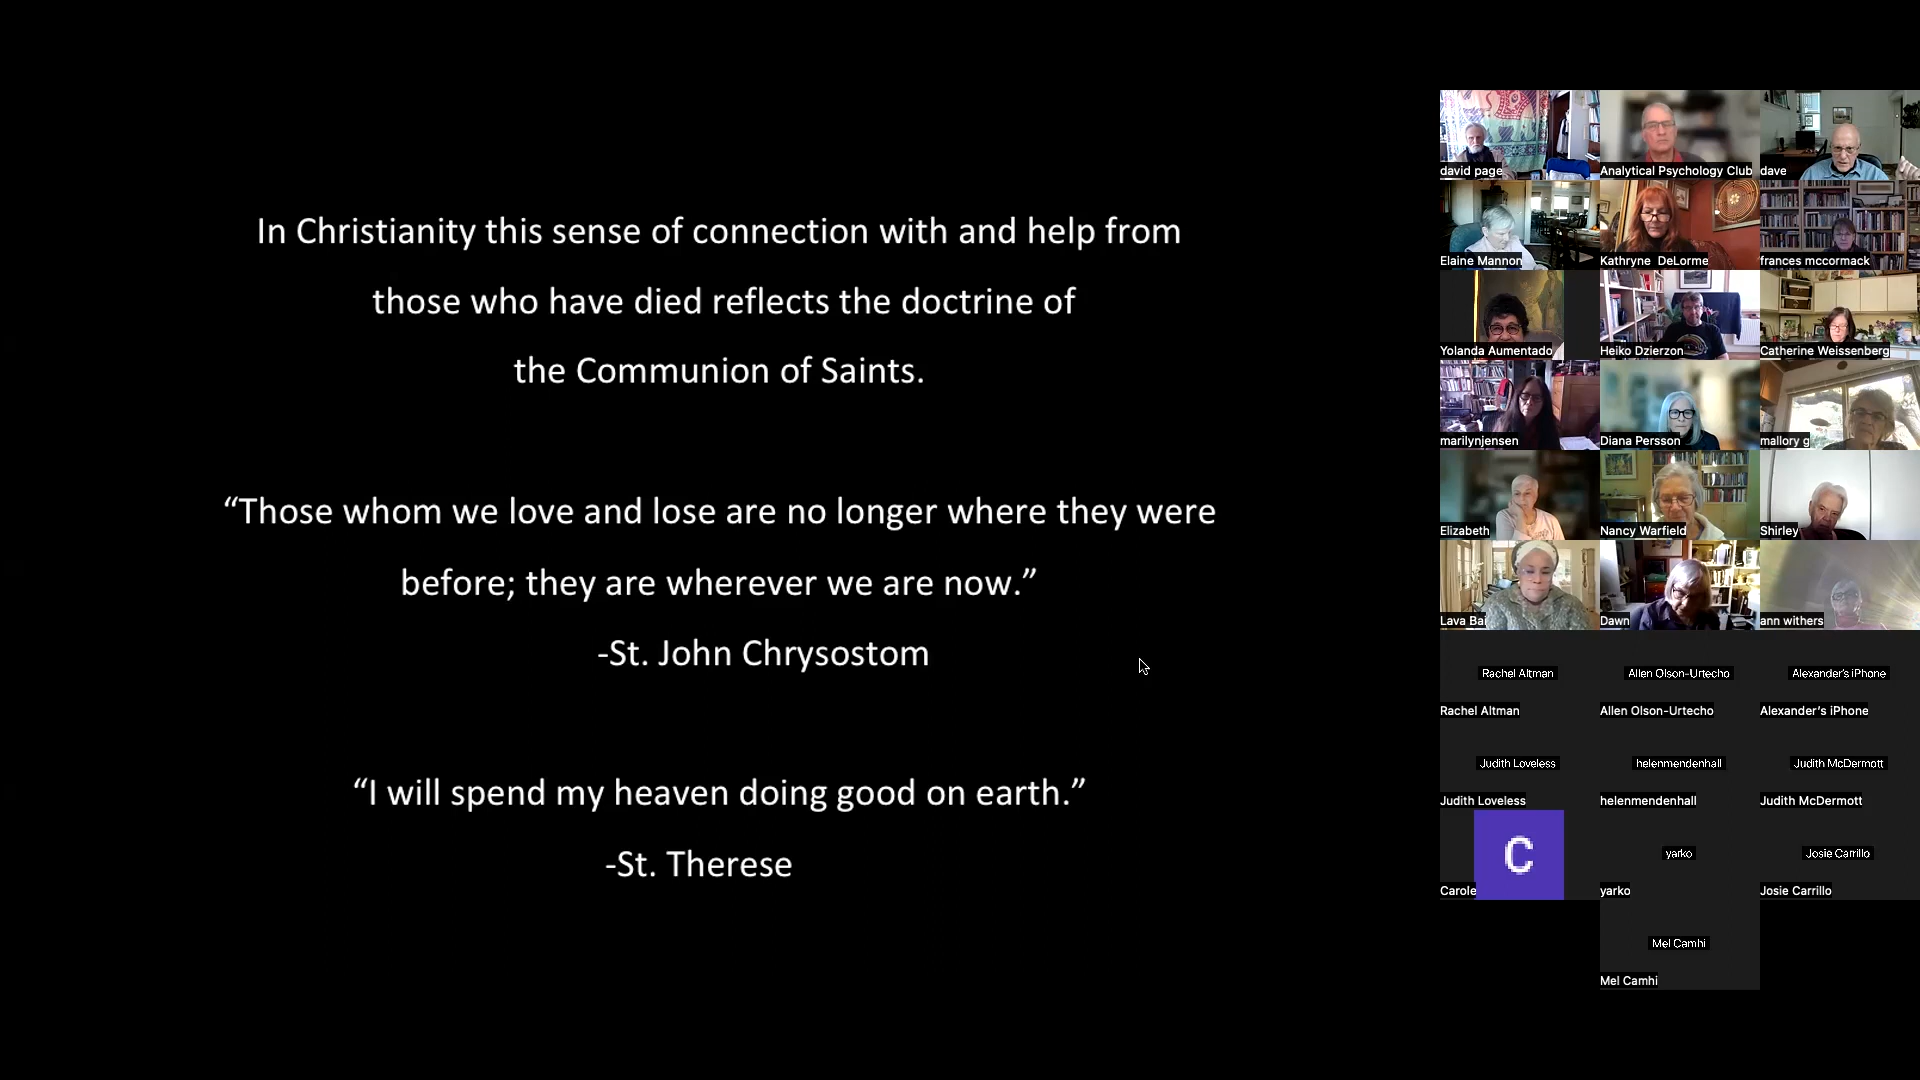 In Christianity this sense of connection with and help from
those who have died reflects the doctrine of
the Communion of Saints.
“Those whom we love and lose are no longer where they were
before; they are wherever we are now.”
-St. John Chrysostom
“I will spend my heaven doing good on earth.”
-St. Therese
david page
Analytical Psychology Club
dave
Elaine Mannon
Kathryne DeLorme
frances mccormack
Yolanda Aumentado
Heiko Dzierzon
Catherine Weissenberg
marilynjensen
Diana Persson
mallory g
Elizabeth
Nancy Warfield
Shirley
Lava Bai
Dawn
ann withers
Rachel Altman
Allen Olson-Urtecho
Alexander's iPhone
Rachel Altman
Allen Olson-Urtecho
Alexander's iPhone
Judith Loveless
helenmendenhall
Judith McDermott
Judith Loveless
helenmendenhall
Judith McDermott
C
yarko
Josie Carrillo
Carole
yarko
Josie Carrillo
Mel Camhi
Mel Camhi